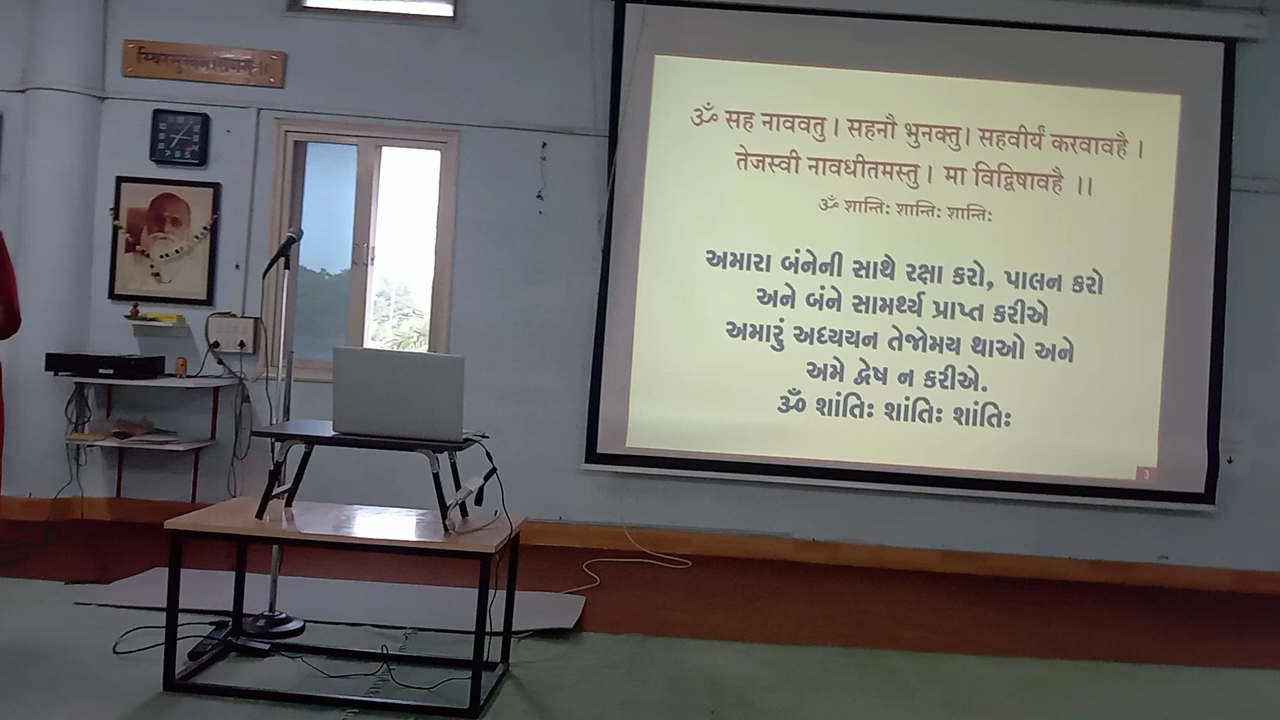 ॐ सह नाववतु । सहनौ भुनक्तु। सहवीर्यं करवावहै ।
तेजस्वी नावधीतमस्तु । मा विद्विषावहै ।।
ॐ शान्तिः शान्तिः शान्तिः
અમારા બંનેની સાથે રક્ષા કરો, પાલન કરો
અને બંને સામર્થ્ય પ્રાપ્ત કરીએ
અમારું અધ્યયન તેજોમય થાઓ અને
અમે દ્વેષ ન કરીએ.
ૐ શાંતિઃ શાંતિઃ શાંતિઃ
3